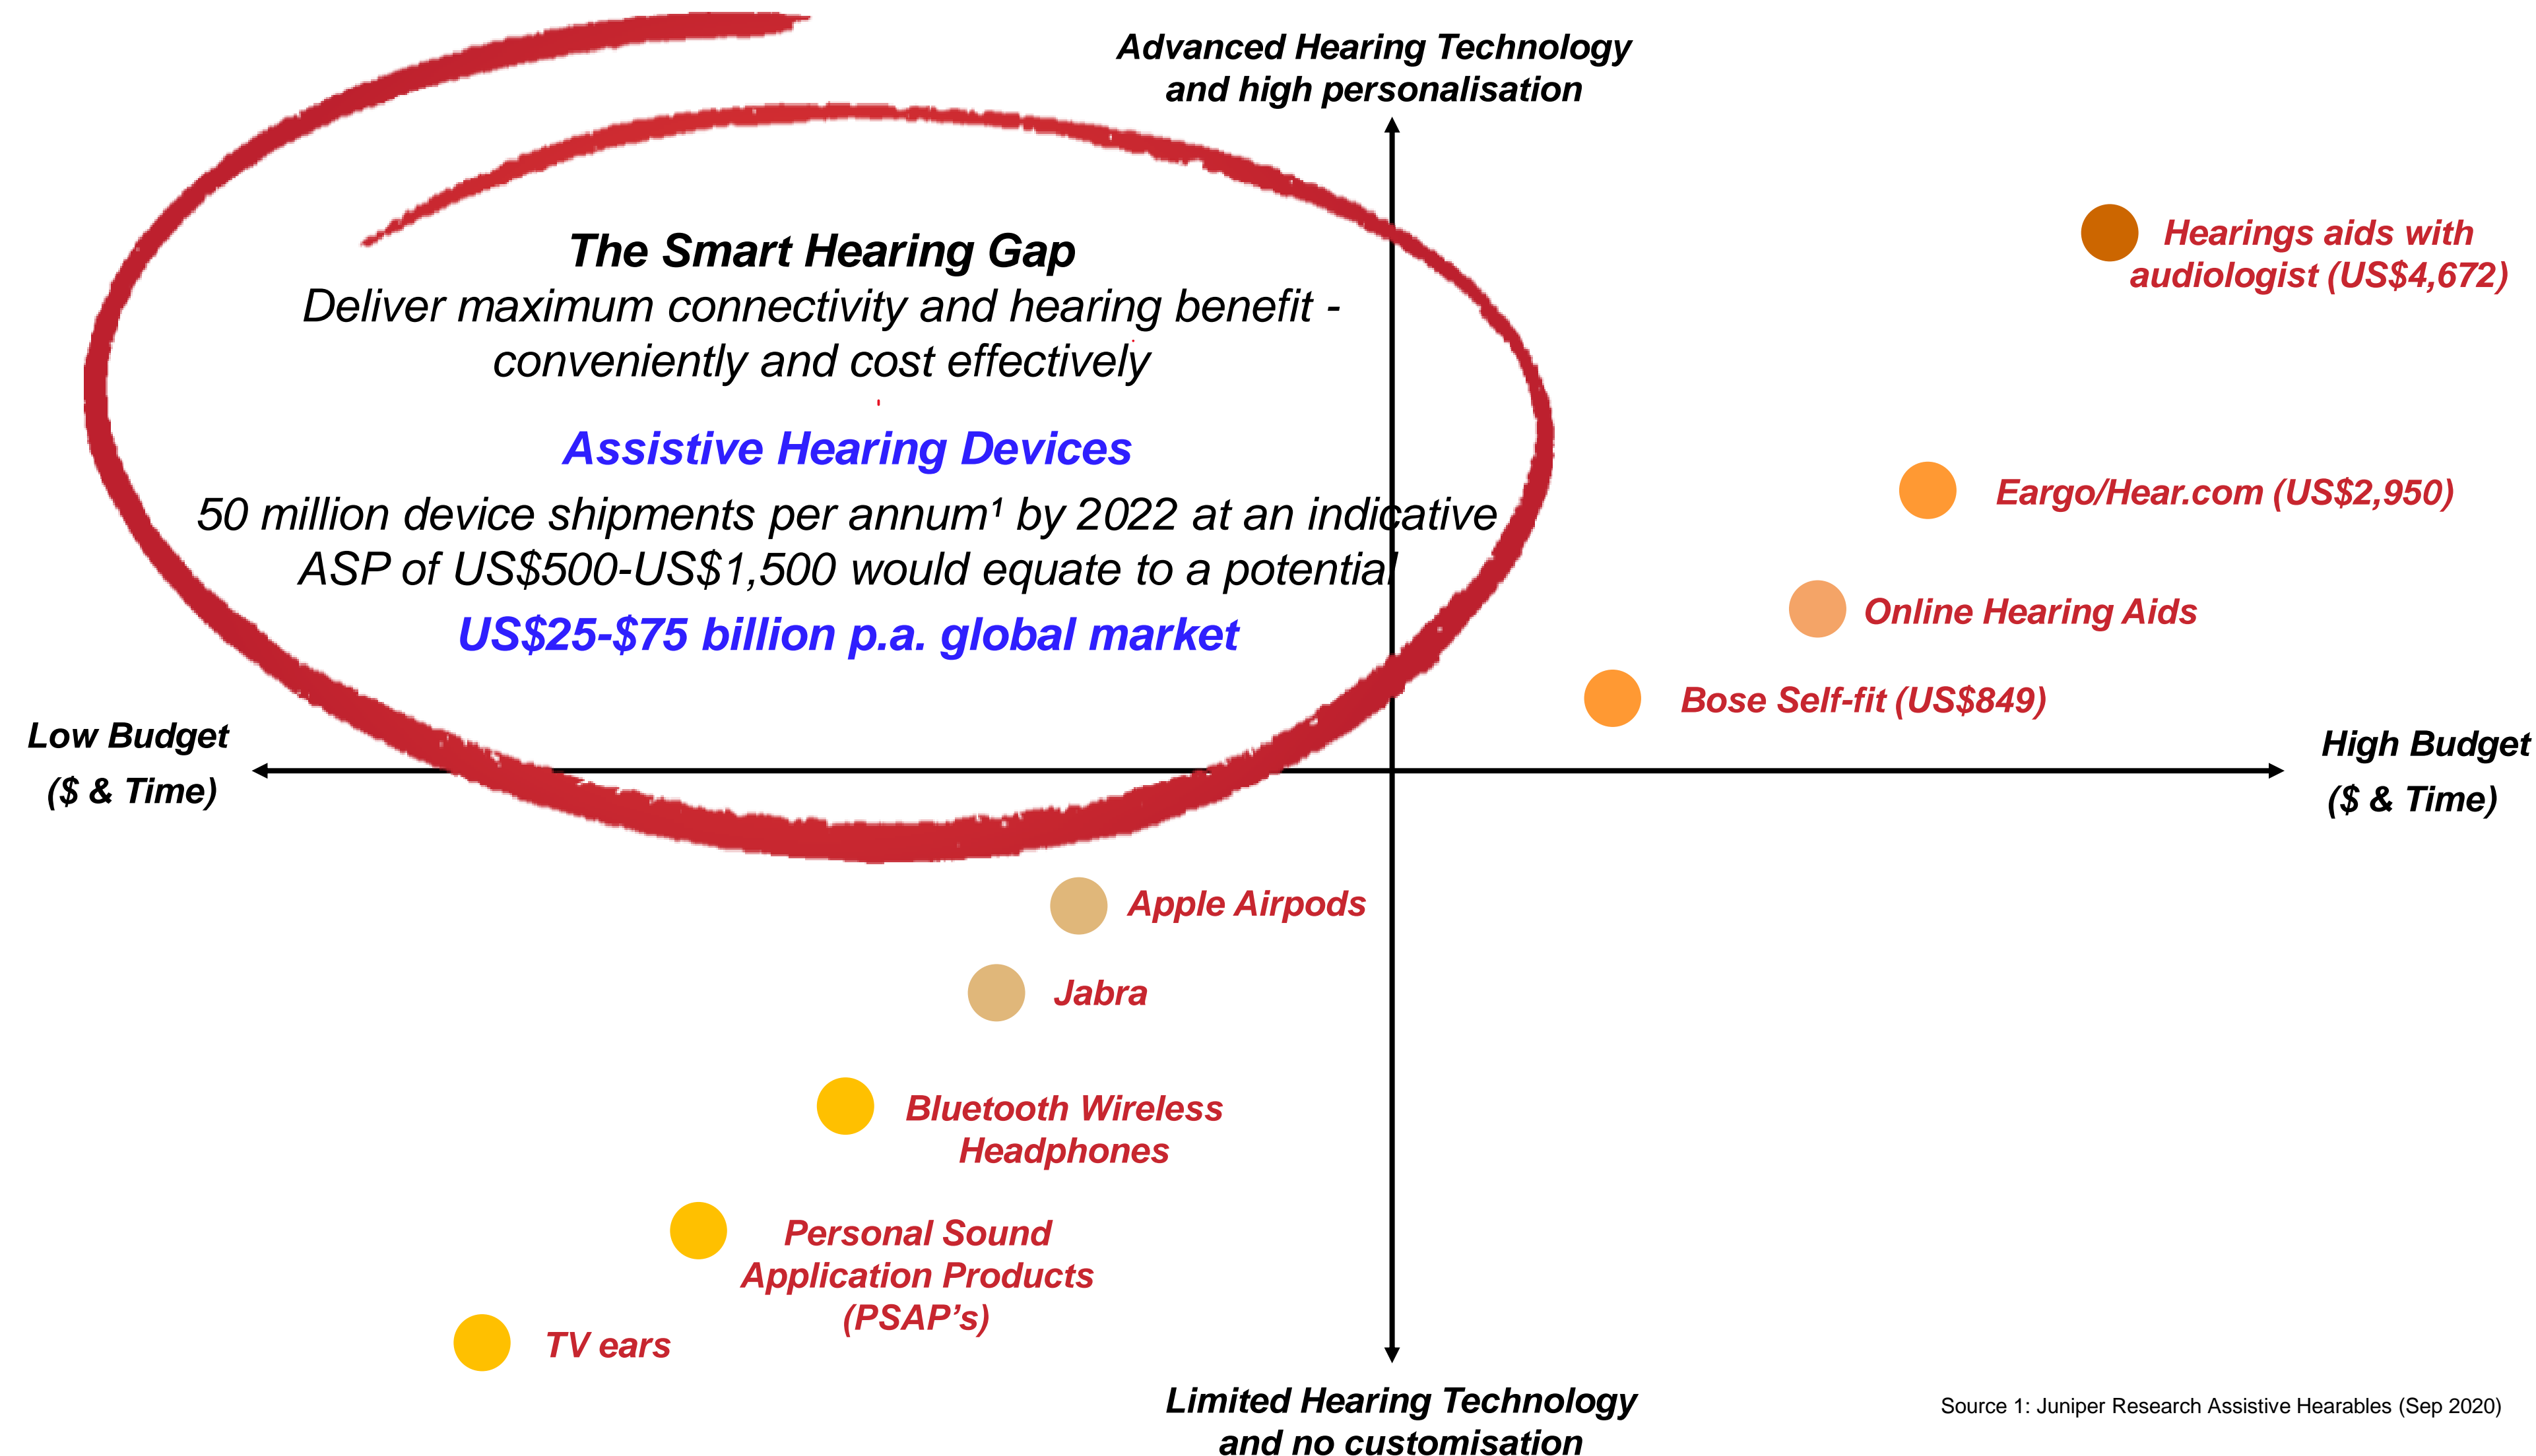 Advanced Hearing Technology
and high personalisation
The Smart Hearing Gap
Deliver maximum connectivity and hearing benefit -
conveniently and cost effectively
Assistive Hearing Devices
50 million device shipments per annum¹ by 2022 at an indicative
ASP of US$500-US$1,500 would equate to a potential
US$25-$75 billion p.a. global market
Hearings aids with
audiologist (US$4,672)
Eargo/Hear.com (US$2,950)
Online Hearing Aids
Bose Self-fit (US$849)
Low Budget
($ & Time)
High Budget
($ & Time)
Apple Airpods
Jabra
Bluetooth Wireless
Headphones
Personal Sound
Application Products
(PSAP’s)
TV ears
Limited Hearing Technology
and no customisation
Source 1: Juniper Research Assistive Hearables (Sep 2020)